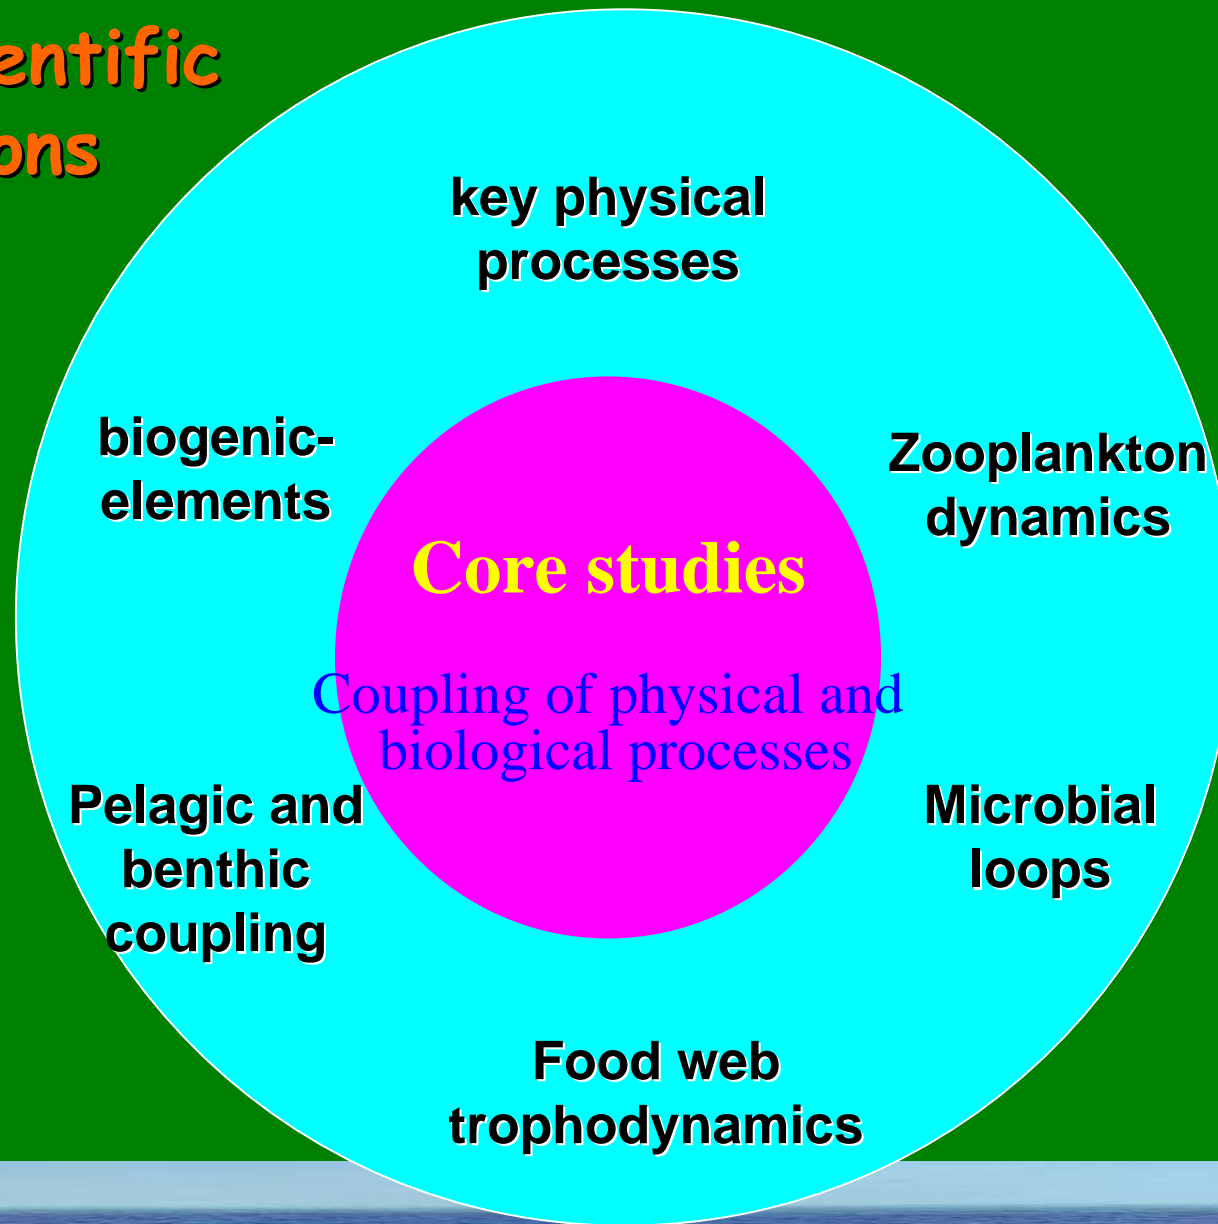 entific
ons
key physical
processes
biogenic-
elements
Zooplankton
dynamics
Core studies
Coupling of physical and
biological processes
Pelagic and
benthic
coupling
Microbial
loops
Food web
trophodynamics